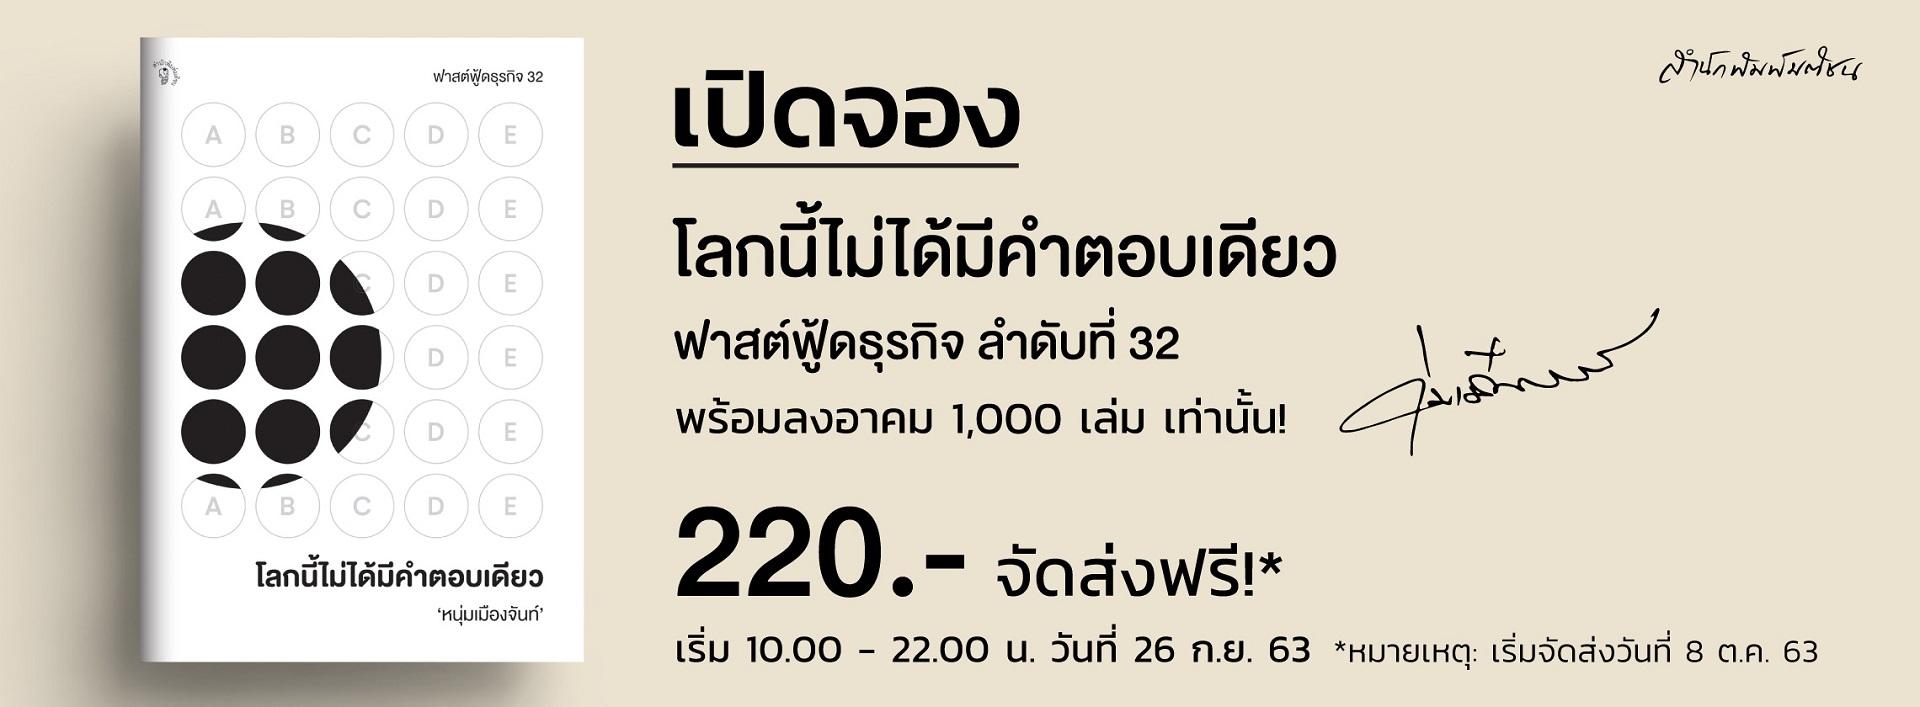 ฟาสต์ฟู้ดธุรกิจ 32
A B C D E
A B C D E
C D E
D E
C D E
A B C D E
โลกนี้ไม่ได้มีคำตอบเดียว
‘หนุ่มเมืองจันท์’
สำนักพิมพ์มติชน
เปิดจอง
โลกนี้ไม่ได้มีคำตอบเดียว
ฟาสต์ฟู้ดธุรกิจ ลำดับที่ 32
พร้อมลงอาคม 1,000 เล่ม เท่านั้น!
220.- จัดส่งฟรี!*
เริ่ม 10.00 - 22.00 น. วันที่ 26 ก.ย. 63 *หมายเหตุ: เริ่มจัดส่งวันที่ 8 ต.ค. 63